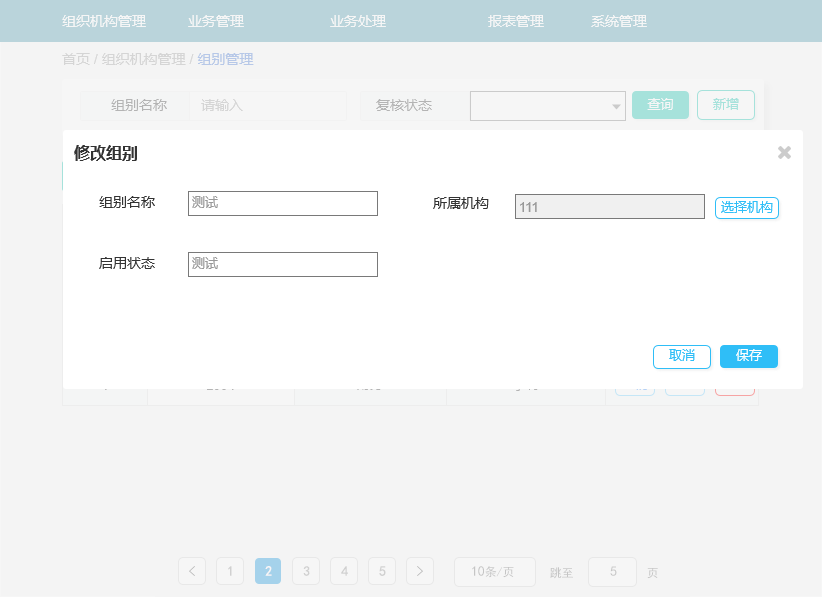 组织机构管理 业务管理 业务处理 报表管理 系统管理
首页 / 组织机构管理 / 组别管理
组别名称 请输入 复核状态 查询 新增
修改组别
组别名称 测试 所属机构 111 选择机构
启用状态 测试
取消 保存
1 2 3 4 5 10条/页 跳至 5 页